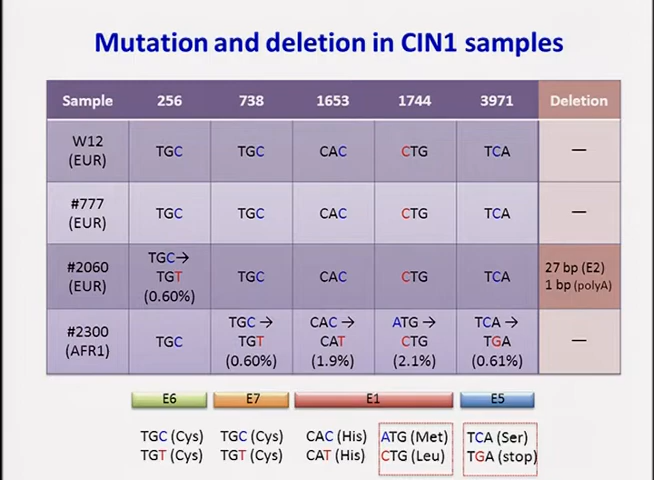 Mutation and deletion in CIN1 samples
Sample 256 738 1653 1744 3971 Deletion
W12 (EUR) TGC TGC CAC CTG TCA —
#777 (EUR) TGC TGC CAC CTG TCA —
#2060 (EUR) TGC→ TGT (0.60%) TGC CAC CTG TCA 27 bp (E2) 1 bp (polyA)
#2300 (AFR1) TGC TGC → TGT (0.60%) CAC → CAT (1.9%) ATG → CTG (2.1%) TCA → TGA (0.61%) —
E6 E7 E1 E5
TGC (Cys) TGC (Cys) CAC (His) ATG (Met) TCA (Ser)
TGT (Cys) TGT (Cys) CAT (His) CTG (Leu) TGA (stop)